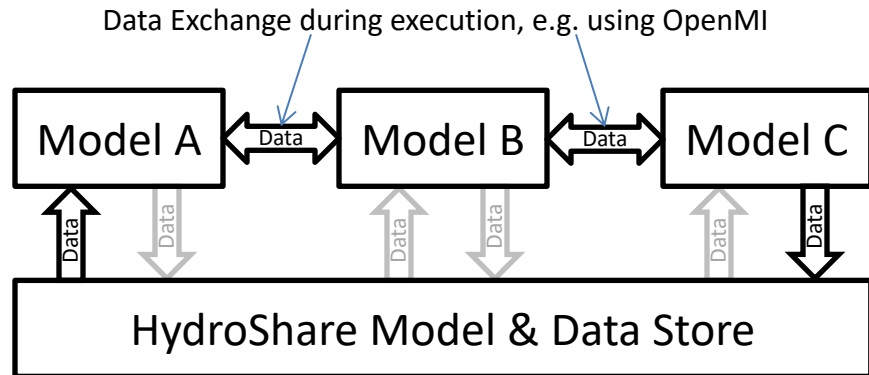 Data Exchange during execution, e.g. using OpenMI
Model A
Data
Model B
Data
Model C
Data
Data
Data
Data
Data
Data
HydroShare Model & Data Store